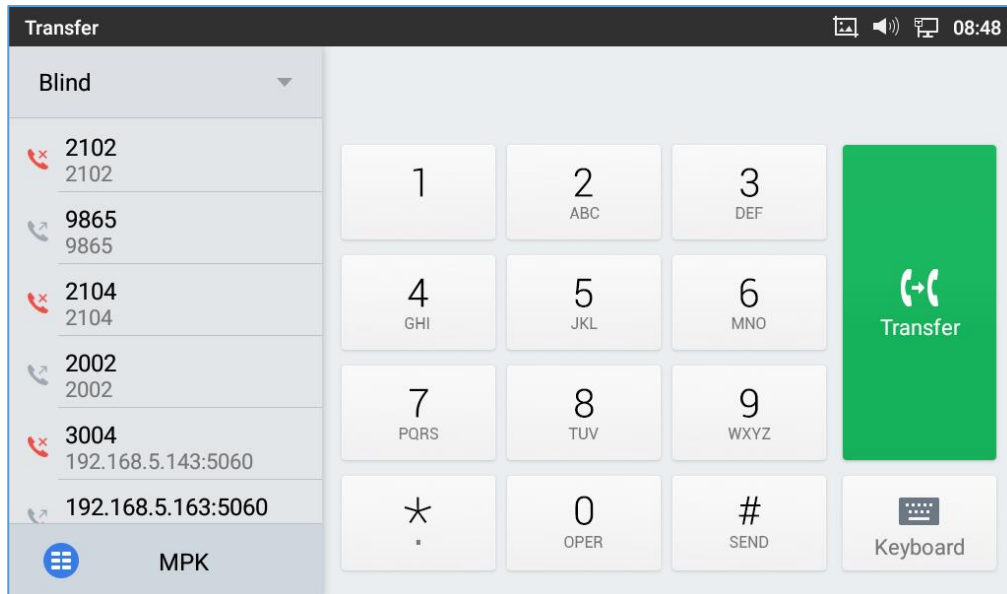 Transfer 08:48
Blind
2102
2102
9865
9865
2104
2104
2002
2002
3004
192.168.5.143:5060
192.168.5.163:5060
MPK
1
2
ABC
3
DEF
4
GHI
5
JKL
6
MNO
Transfer
7
PQRS
8
TUV
9
WXYZ
*
.
0
OPER
#
SEND
Keyboard